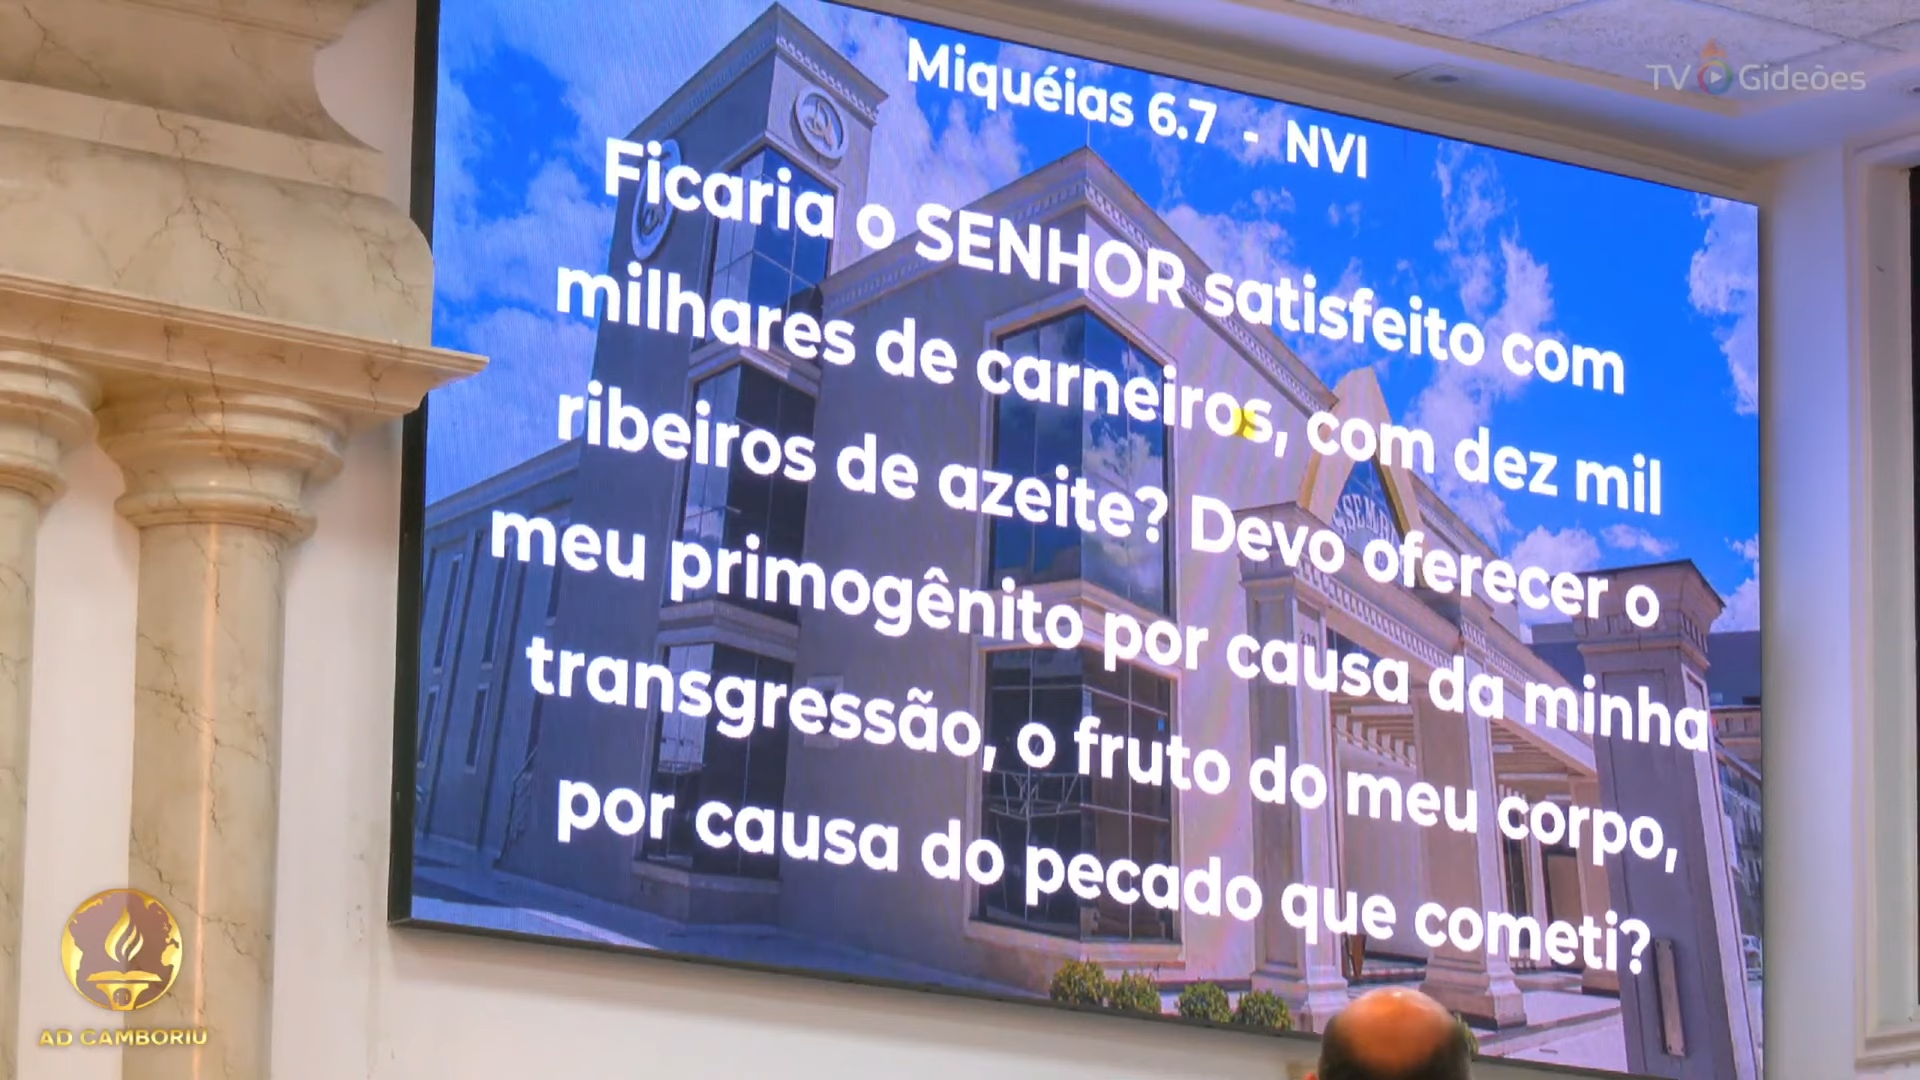 TV Gideões
Miquéias 6.7 - NVI
Ficaria o SENHOR satisfeito com
milhares de carneiros, com dez mil
ribeiros de azeite? Devo oferecer o
meu primogênito por causa da minha
transgressão, o fruto do meu corpo,
por causa do pecado que cometi?
AD CAMBORIU